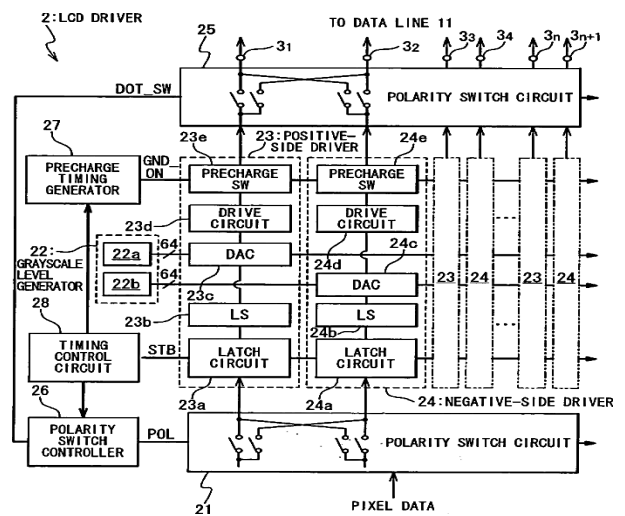 2:LCD DRIVER
TO DATA LINE 11
25
3₁
3₂
3₃
3₄
3n
3n+1
DOT_SW
POLARITY SWITCH CIRCUIT
27
23e
23:POSITIVE-SIDE DRIVER
24e
PRECHARGE TIMING GENERATOR
GND_ON
PRECHARGE SW
PRECHARGE SW
23d
DRIVE CIRCUIT
DRIVE CIRCUIT
22:
GRAYSCALE LEVEL GENERATOR
22a
64
DAC
24d
24c
22b
64
23c
DAC
23
24
23
24
28
23b
LS
LS
24b
TIMING CONTROL CIRCUIT
STB
LATCH CIRCUIT
LATCH CIRCUIT
26
23a
24a
24:NEGATIVE-SIDE DRIVER
POLARITY SWITCH CONTROLLER
POL
POLARITY SWITCH CIRCUIT
21
PIXEL DATA